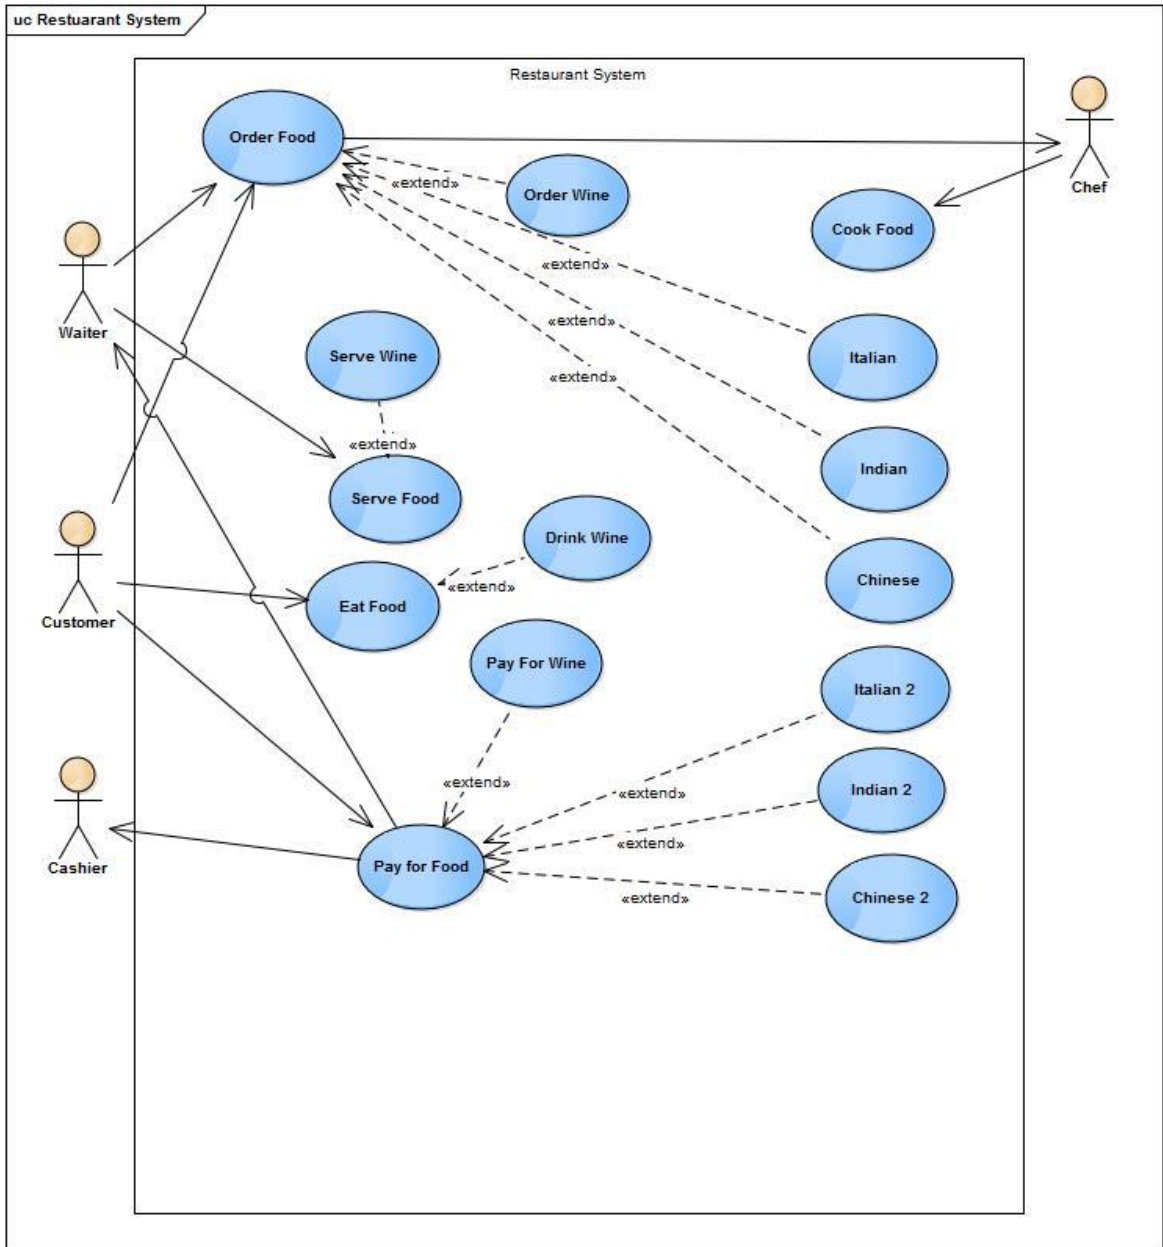 uc Restuarant System
Restaurant System
Order Food
«extend»
Order Wine
Chef
Cook Food
Waiter
«extend»
«extend»
Serve Wine
Italian
«extend»
«extend»
Indian
Serve Food
Drink Wine
«extend»
Chinese
Eat Food
Customer
Pay For Wine
Italian 2
«extend»
«extend»
Indian 2
«extend»
Cashier
Pay for Food
«extend»
Chinese 2